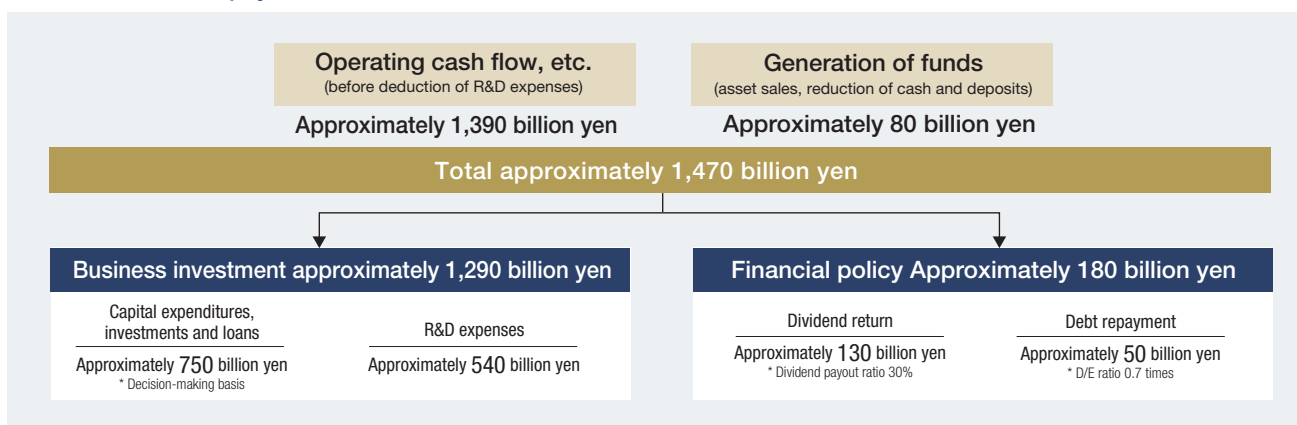 Operating cash flow, etc.
(before deduction of R&D expenses)
Approximately 1,390 billion yen
Generation of funds
(asset sales, reduction of cash and deposits)
Approximately 80 billion yen
Total approximately 1,470 billion yen
Business investment approximately 1,290 billion yen
Capital expenditures,
investments and loans
Approximately 750 billion yen
* Decision-making basis
R&D expenses
Approximately 540 billion yen
Financial policy Approximately 180 billion yen
Dividend return
Approximately 130 billion yen
* Dividend payout ratio 30%
Debt repayment
Approximately 50 billion yen
* D/E ratio 0.7 times